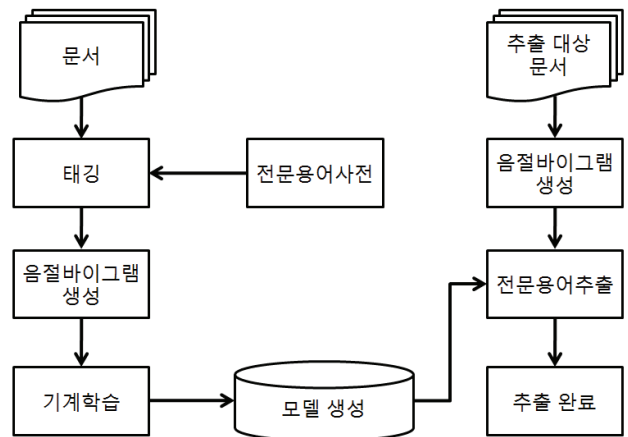 문서
추출 대상
문서
태깅
전문용어사전
음절바이그램
생성
음절바이그램
생성
전문용어추출
기계학습
모델 생성
추출 완료